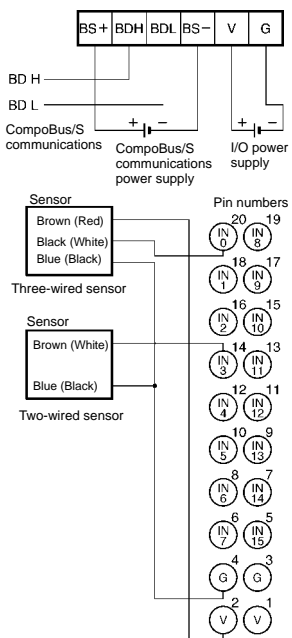 BS+ BDH BDL BS− V G
BD H
BD L
+ −
+ −
CompoBus/S
communications
CompoBus/S
communications
power supply
I/O power
supply
Sensor
Brown (Red)
Black (White)
Blue (Black)
Three-wired sensor
Sensor
Brown (White)
Blue (Black)
Two-wired sensor
Pin numbers
20 19
IN 0 IN 8
18 17
IN 1 IN 9
16 15
IN 2 IN 10
14 13
IN 3 IN 11
12 11
IN 4 IN 12
10 9
IN 5 IN 13
8 7
IN 6 IN 14
6 5
IN 7 IN 15
4 3
G G
2 1
V V